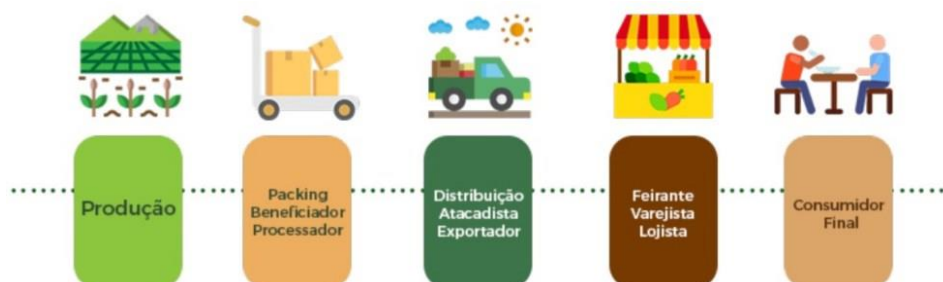 Produção
Packing
Beneficiador
Processador
Distribuição
Atacadista
Exportador
Feirante
Varejista
Lojista
Consumidor
Final